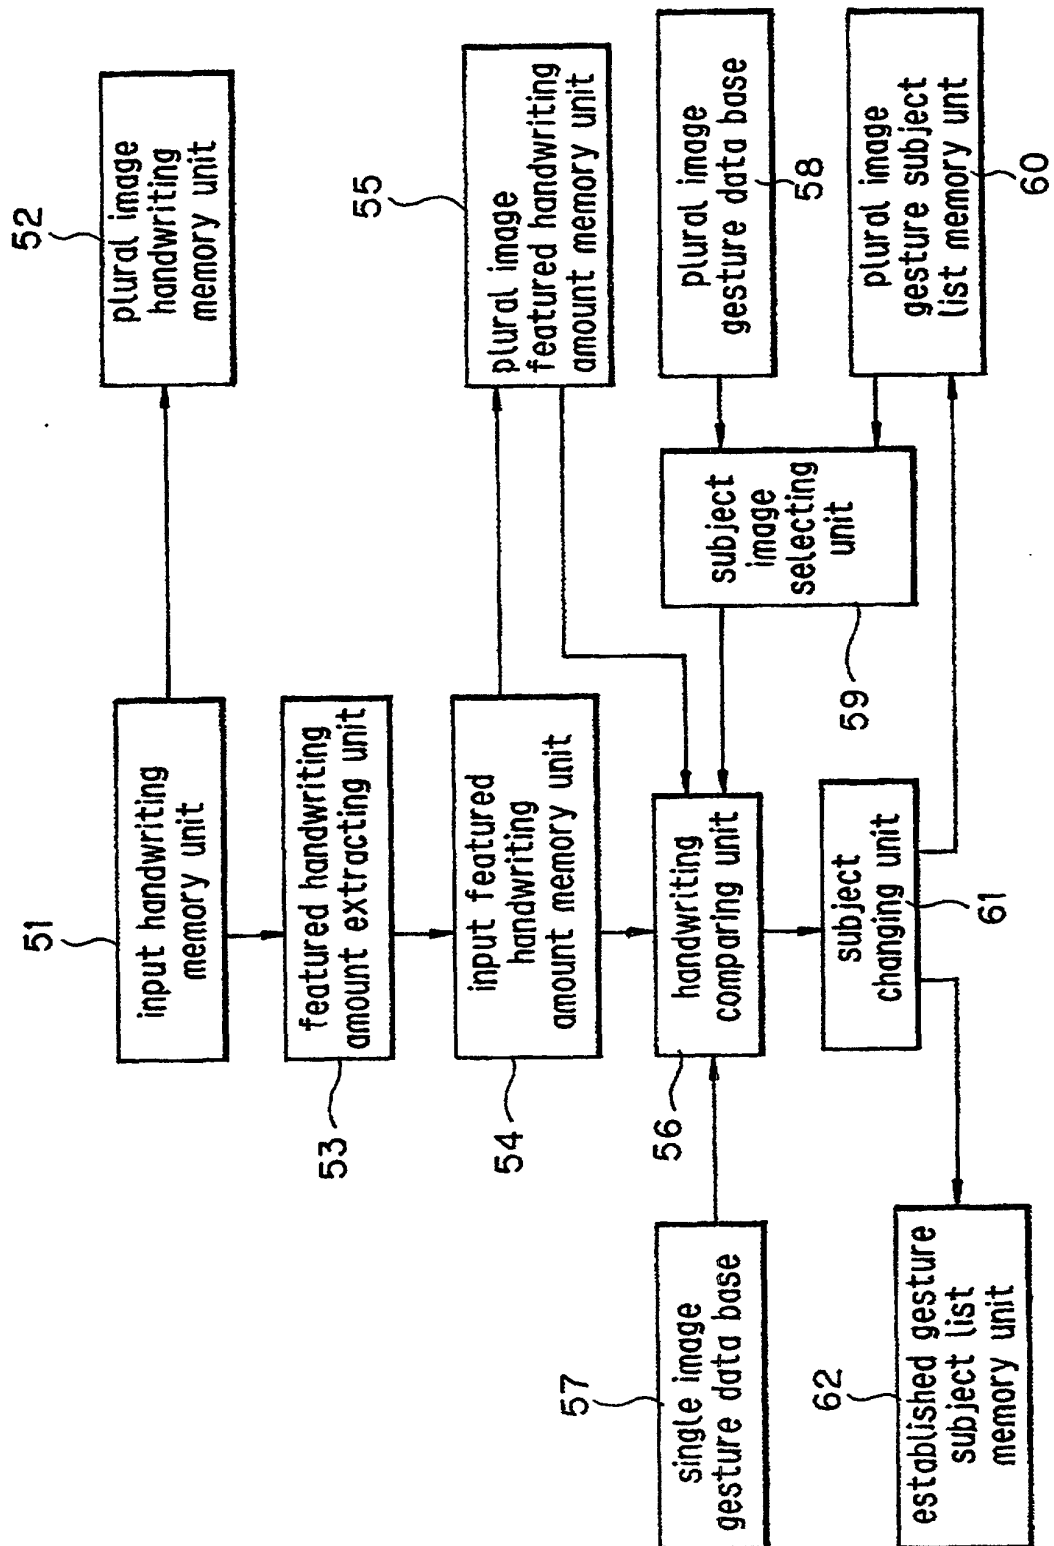 51
input handwriting
memory unit
52
plural image
handwriting
memory unit
featured handwriting
amount extracting unit
53
input featured
handwriting
amount memory unit
54
55
plural image
featured handwriting
amount memory unit
single image
gesture data base
57
handwriting
comparing unit
56
subject
image
selecting
unit
59
plural image
gesture data base
58
established gesture
subject list
memory unit
62
subject
changing unit
61
plural image
gesture subject
list memory unt
60